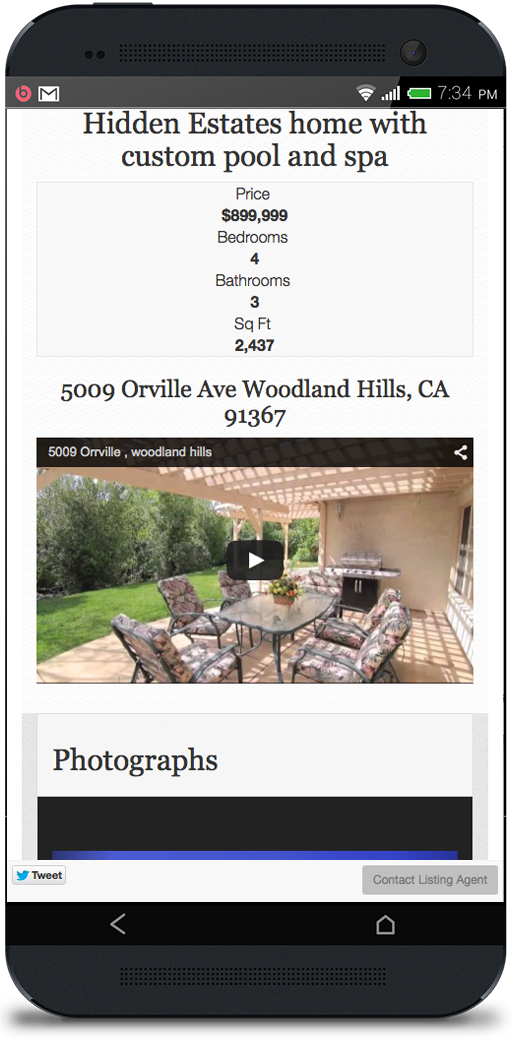 7:34 PM
Hidden Estates home with
custom pool and spa
Price
$899,999
Bedrooms
4
Bathrooms
3
Sq Ft
2,437
5009 Orville Ave Woodland Hills, CA
91367
5009 Orrville , woodland hills
Photographs
Tweet
Contact Listing Agent